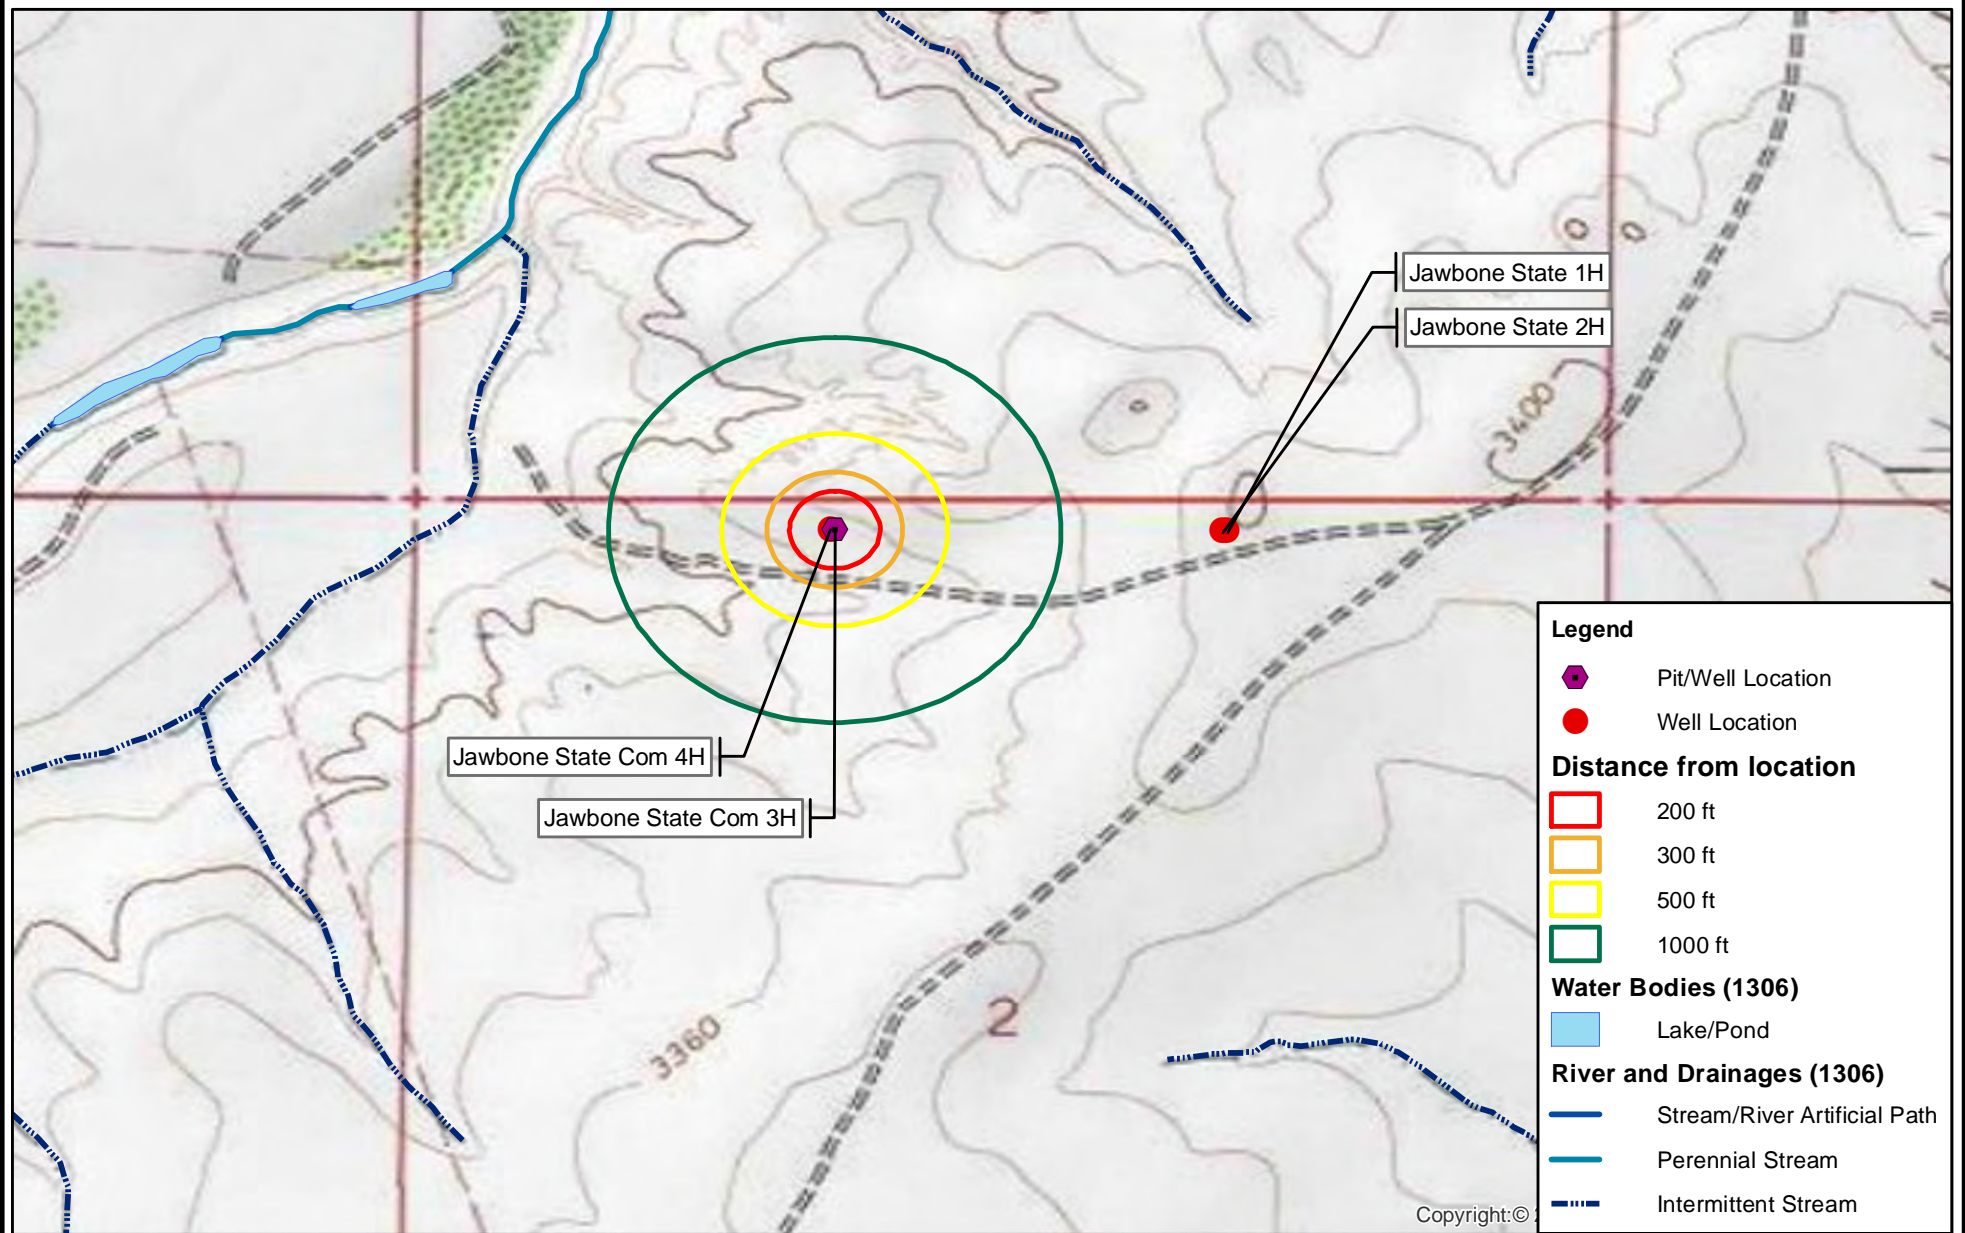 Jawbone State 1H
Jawbone State 2H
3400
Jawbone State Com 4H
Jawbone State Com 3H
2
3360
Legend
Pit/Well Location
Well Location
Distance from location
200 ft
300 ft
500 ft
1000 ft
Water Bodies (1306)
Lake/Pond
River and Drainages (1306)
Stream/River Artificial Path
Perennial Stream
Intermittent Stream
Copyright:©